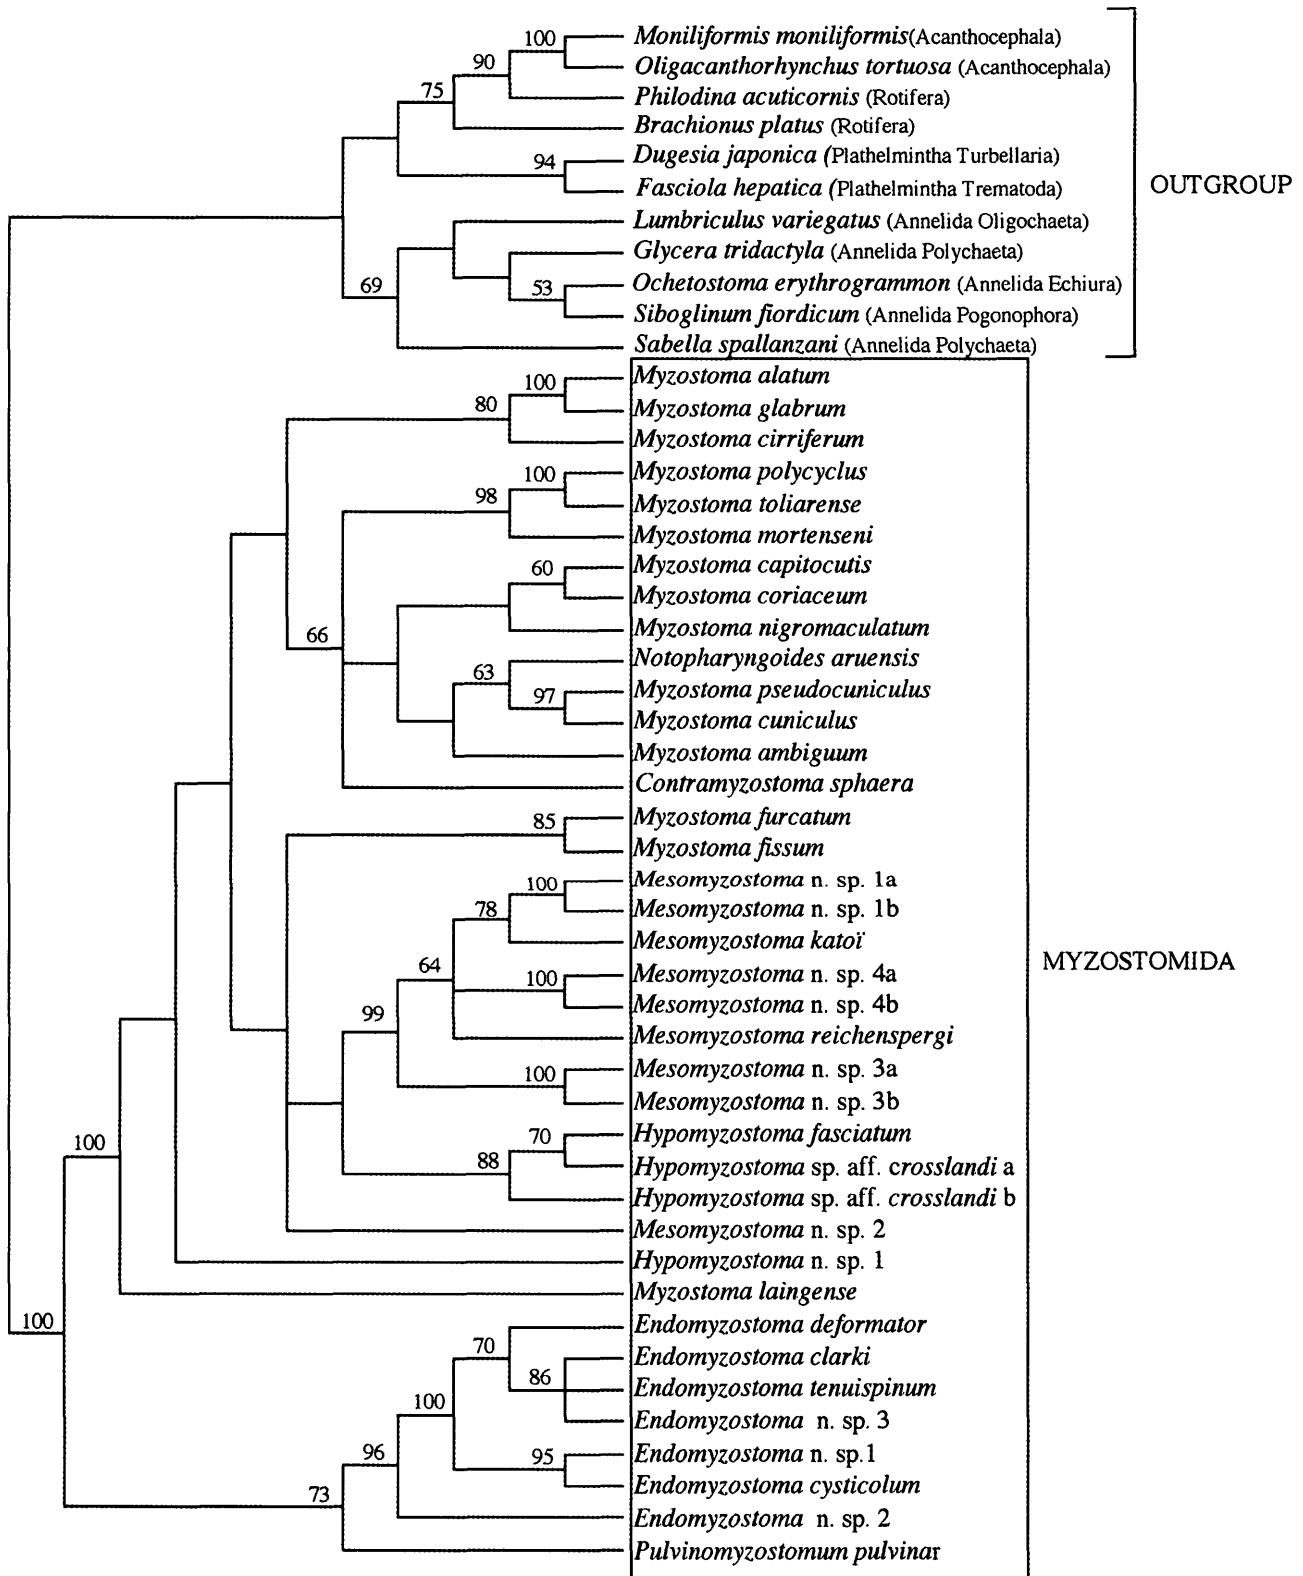 100
Moniliformis moniliformis(Acanthocephala)
90
Oligacanthorhynchus tortuosa (Acanthocephala)
75
Philodina acuticornis (Rotifera)
Brachionus platus (Rotifera)
94
Dugesia japonica (Plathelmintha Turbellaria)
Fasciola hepatica (Plathelmintha Trematoda)
OUTGROUP
Lumbriculus variegatus (Annelida Oligochaeta)
Glycera tridactyla (Annelida Polychaeta)
69
53
Ochetostoma erythrogrammon (Annelida Echiura)
Siboglinum fiordicum (Annelida Pogonophora)
Sabella spallanzani (Annelida Polychaeta)
100
Myzostoma alatum
80
Myzostoma glabrum
Myzostoma cirriferum
100
Myzostoma polycyclus
98
Myzostoma toliarense
Myzostoma mortenseni
60
Myzostoma capitocutis
Myzostoma coriaceum
66
Myzostoma nigromaculatum
63
Notopharyngoides aruensis
97
Myzostoma pseudocuniculus
Myzostoma cuniculus
Myzostoma ambiguum
Contramyzostoma sphaera
85
Myzostoma furcatum
Myzostoma fissum
100
Mesomyzostoma n. sp. 1a
78
Mesomyzostoma n. sp. 1b
Mesomyzostoma katoï
64
100
Mesomyzostoma n. sp. 4a
Mesomyzostoma n. sp. 4b
99
Mesomyzostoma reichenspergi
100
Mesomyzostoma n. sp. 3a
Mesomyzostoma n. sp. 3b
MYZOSTOMIDA
70
Hypomyzostoma fasciatum
88
Hypomyzostoma sp. aff. crosslandi a
Hypomyzostoma sp. aff. crosslandi b
100
Mesomyzostoma n. sp. 2
Hypomyzostoma n. sp. 1
Myzostoma laingense
100
Endomyzostoma deformator
70
Endomyzostoma clarki
86
Endomyzostoma tenuispinum
100
Endomyzostoma n. sp. 3
96
95
Endomyzostoma n. sp.1
Endomyzostoma cysticolum
73
Endomyzostoma n. sp. 2
Pulvinomyzostomum pulvinar